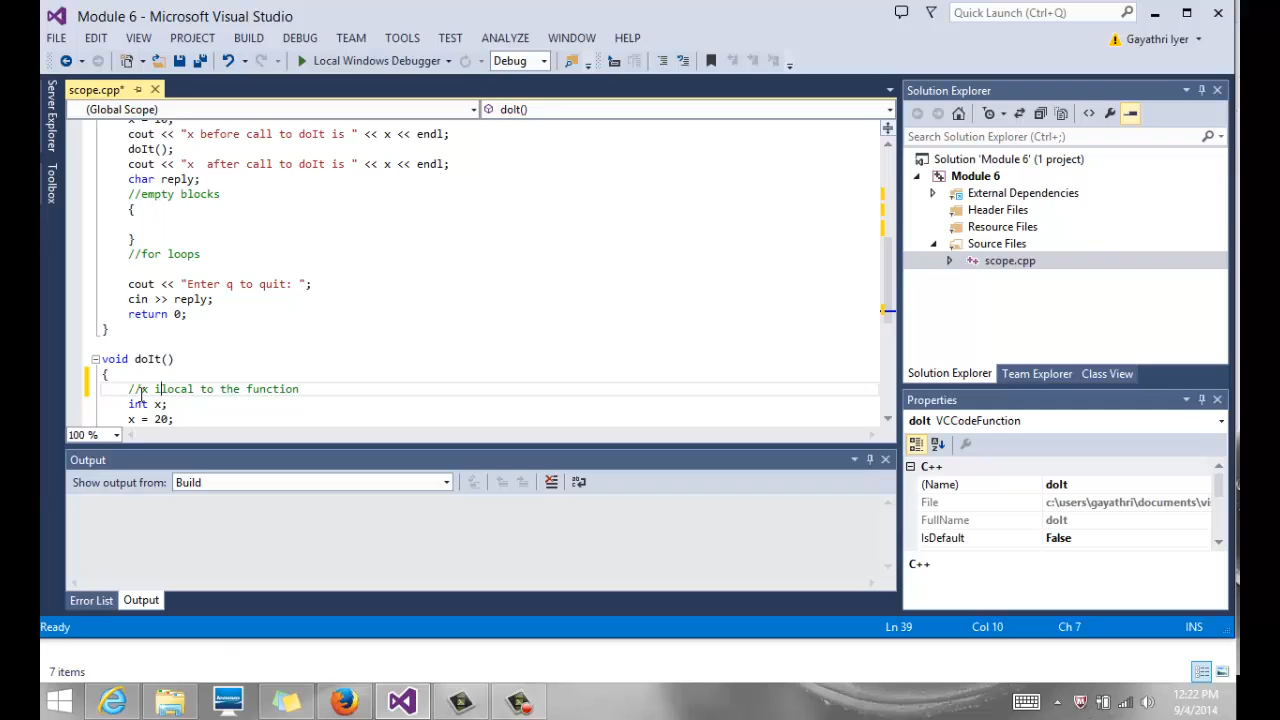 Module 6 - Microsoft Visual Studio
Quick Launch (Ctrl+Q)
FILE EDIT VIEW PROJECT BUILD DEBUG TEAM TOOLS TEST ANALYZE WINDOW HELP
Gayathri Iyer
Local Windows Debugger Debug
Server Explorer
Toolbox
scope.cpp*
(Global Scope) doIt()
cout << "x before call to doIt is " << x << endl;
doIt();
cout << "x  after call to doIt is " << x << endl;
char reply;
//empty blocks
{
}
//for loops
cout << "Enter q to quit: ";
cin >> reply;
return 0;
}
void doIt()
{
//x ilocal to the function
int x;
x = 20;
100 %
Output
Show output from: Build
Error List Output
Solution Explorer
Search Solution Explorer (Ctrl+;)
Solution 'Module 6' (1 project)
Module 6
External Dependencies
Header Files
Resource Files
Source Files
scope.cpp
Solution Explorer Team Explorer Class View
Properties
doIt VCCodeFunction
C++
(Name) doIt
File c:\users\gayathri\documents\vi
FullName doIt
IsDefault False
C++
Ready Ln 39 Col 10 Ch 7 INS
7 items
12:22 PM
9/4/2014